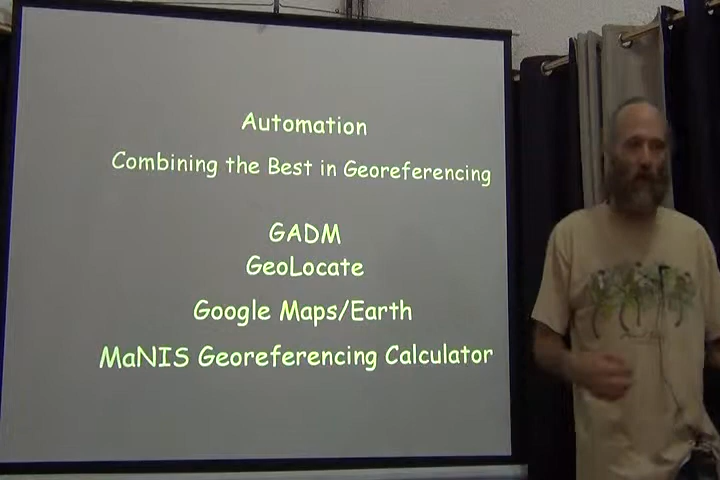 Automation
Combining the Best in Georeferencing
GADM
GeoLocate
Google Maps/Earth
MaNIS Georeferencing Calculator